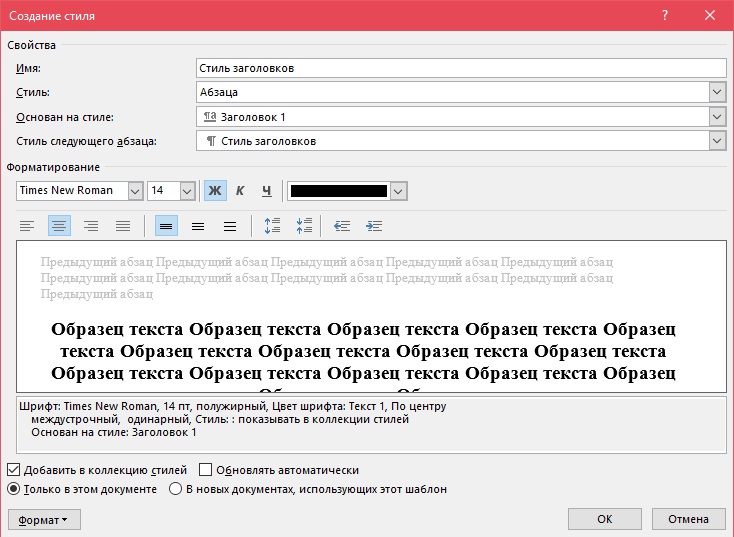 Создание стиля ?
Свойства
Имя: Стиль заголовков
Стиль: Абзаца
Основан на стиле: Заголовок 1
Стиль следующего абзаца: Стиль заголовков
Форматирование
Times New Roman 14 Ж К Ч
Предыдущий абзац Предыдущий абзац Предыдущий абзац Предыдущий абзац Предыдущий абзац
Предыдущий абзац Предыдущий абзац Предыдущий абзац Предыдущий абзац Предыдущий абзац
Предыдущий абзац
Образец текста Образец текста Образец текста Образец текста Образец
текста Образец текста Образец текста Образец текста Образец текста
Образец текста Образец текста Образец текста Образец текста Образец
Шрифт: Times New Roman, 14 пт, полужирный, Цвет шрифта: Текст 1, По центру
междустрочный, одинарный, Стиль: : показывать в коллекции стилей
Основан на стиле: Заголовок 1
Добавить в коллекцию стилей Обновлять автоматически
Только в этом документе В новых документах, использующих этот шаблон
Формат ОК Отмена